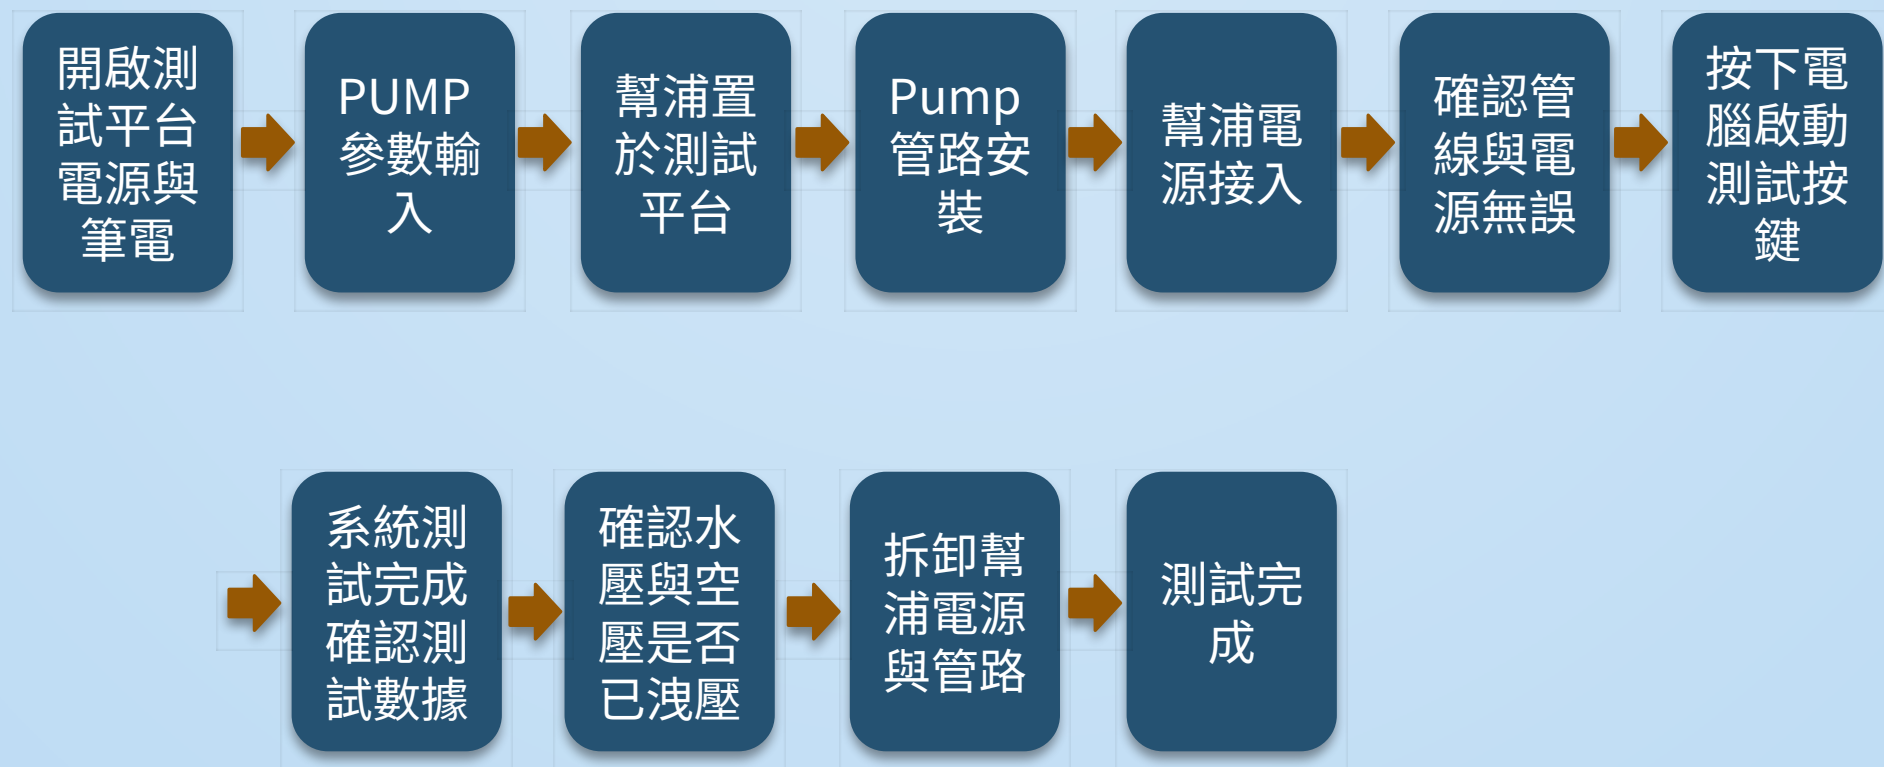 開啟測
試平台
電源與
筆電
PUMP
參數輸
入
幫浦置
於測試
平台
Pump
管路安
裝
幫浦電
源接入
確認管
線與電
源無誤
按下電
腦啟動
測試按
鍵
系統測
試完成
確認測
試數據
確認水
壓與空
壓是否
已洩壓
拆卸幫
浦電源
與管路
測試完
成